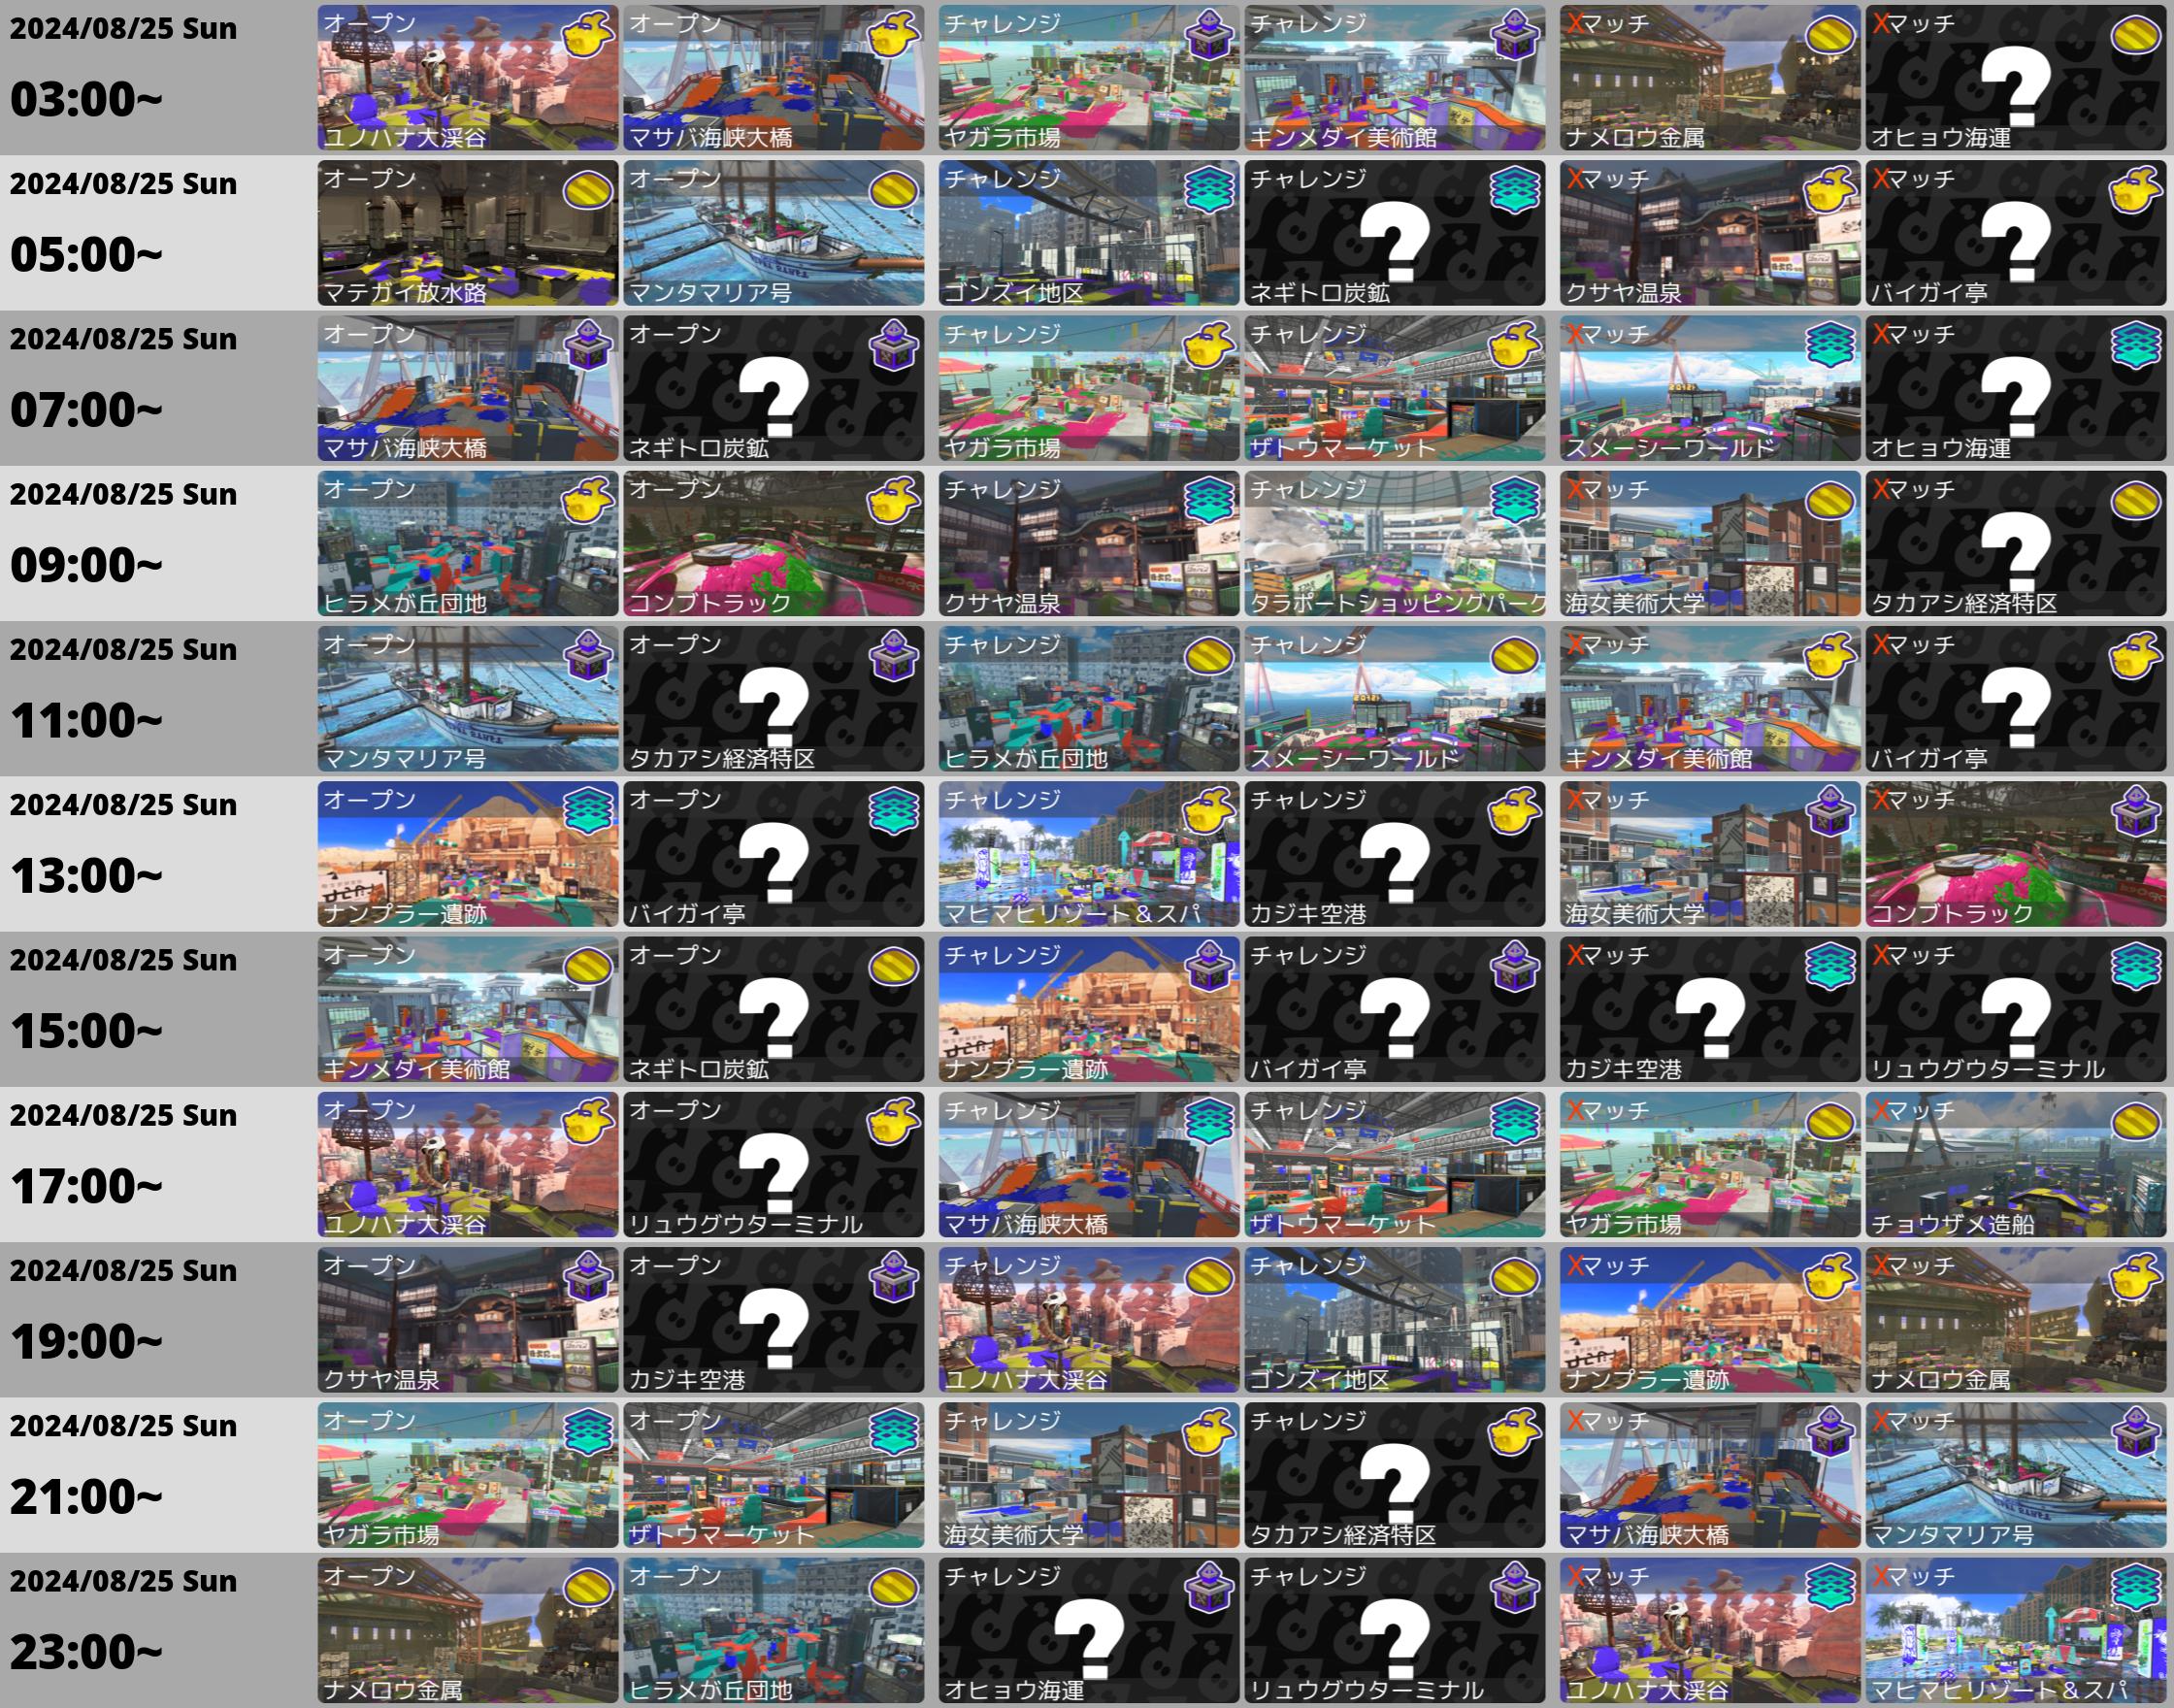 2024/08/25 Sun
03:00~
オープン
ユノハナ大渓谷
オープン
マサバ海峡大橋
チャレンジ
ヤガラ市場
チャレンジ
キンメダイ美術館
Xマッチ
ナメロウ金属
Xマッチ
オヒョウ海運
2024/08/25 Sun
05:00~
オープン
マテガイ放水路
オープン
マンタマリア号
チャレンジ
ゴンズイ地区
チャレンジ
ネギトロ炭鉱
Xマッチ
クサヤ温泉
Xマッチ
バイガイ亭
2024/08/25 Sun
07:00~
オープン
マサバ海峡大橋
オープン
ネギトロ炭鉱
チャレンジ
ヤガラ市場
チャレンジ
ザトウマーケット
Xマッチ
スメーシーワールド
Xマッチ
オヒョウ海運
2024/08/25 Sun
09:00~
オープン
ヒラメが丘団地
オープン
コンブトラック
チャレンジ
クサヤ温泉
チャレンジ
タラポートショッピングパーク
Xマッチ
海女美術大学
Xマッチ
タカアシ経済特区
2024/08/25 Sun
11:00~
オープン
マンタマリア号
オープン
タカアシ経済特区
チャレンジ
ヒラメが丘団地
チャレンジ
スメーシーワールド
Xマッチ
キンメダイ美術館
Xマッチ
バイガイ亭
2024/08/25 Sun
13:00~
オープン
ナンプラー遺跡
オープン
バイガイ亭
チャレンジ
マヒマヒリゾート＆スパ
チャレンジ
カジキ空港
Xマッチ
海女美術大学
Xマッチ
コンブトラック
2024/08/25 Sun
15:00~
オープン
キンメダイ美術館
オープン
ネギトロ炭鉱
チャレンジ
ナンプラー遺跡
チャレンジ
バイガイ亭
Xマッチ
カジキ空港
Xマッチ
リュウグウターミナル
2024/08/25 Sun
17:00~
オープン
ユノハナ大渓谷
オープン
リュウグウターミナル
チャレンジ
マサバ海峡大橋
チャレンジ
ザトウマーケット
Xマッチ
ヤガラ市場
Xマッチ
チョウザメ造船
2024/08/25 Sun
19:00~
オープン
クサヤ温泉
オープン
カジキ空港
チャレンジ
ユノハナ大渓谷
チャレンジ
ゴンズイ地区
Xマッチ
ナンプラー遺跡
Xマッチ
ナメロウ金属
2024/08/25 Sun
21:00~
オープン
ヤガラ市場
オープン
ザトウマーケット
チャレンジ
海女美術大学
チャレンジ
タカアシ経済特区
Xマッチ
マサバ海峡大橋
Xマッチ
マンタマリア号
2024/08/25 Sun
23:00~
オープン
ナメロウ金属
オープン
ヒラメが丘団地
チャレンジ
オヒョウ海運
チャレンジ
リュウグウターミナル
Xマッチ
ユノハナ大渓谷
Xマッチ
マヒマヒリゾート＆スパ